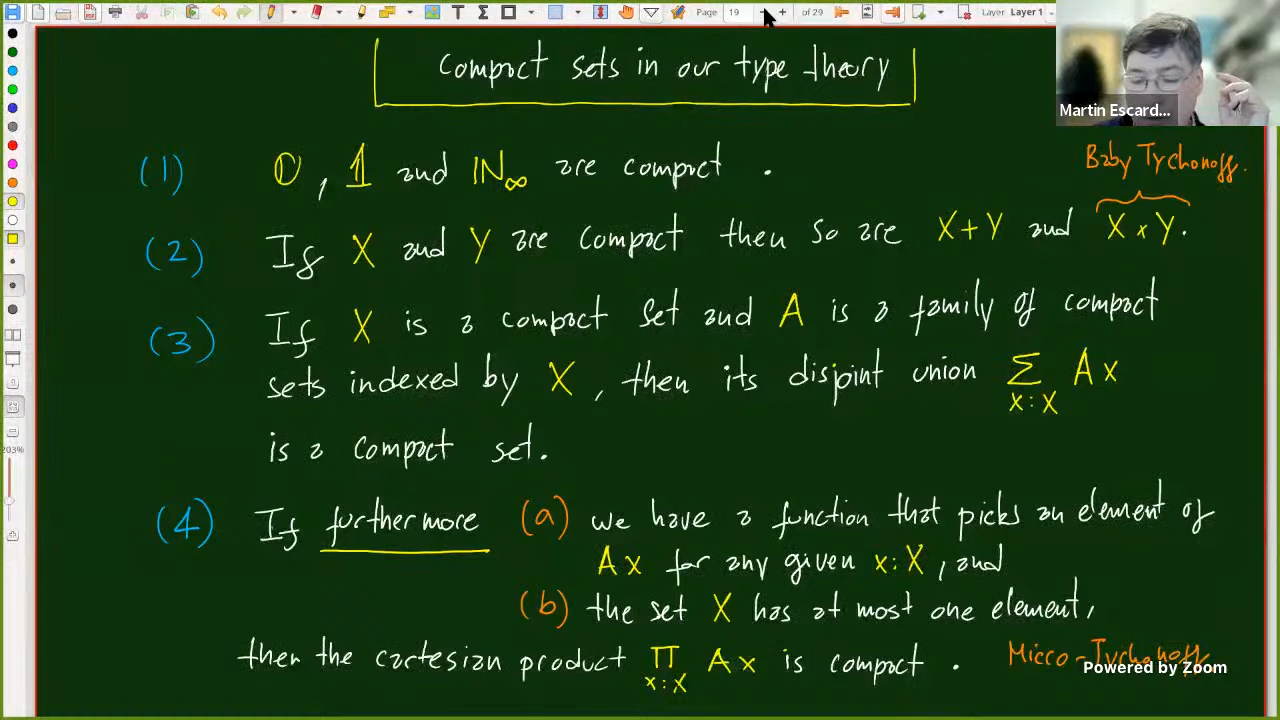 Page 19 of 29 Layer Layer 1
Compact sets in our type theory
Martin Escard...
Baby Tychonoff.
(1) 𝟘, 𝟙 and ℕ∞ are compact.
(2) If X and Y are compact then so are X+Y and X × Y.
(3) If X is a compact set and A is a family of compact
sets indexed by X, then its disjoint union Σ A x
x : X
is a compact set.
(4) If furthermore (a) we have a function that picks an element of
A x for any given x : X, and
(b) the set X has at most one element,
then the cartesian product Π A x is compact. Micro-Tychonoff
x : X
Powered by Zoom
203%